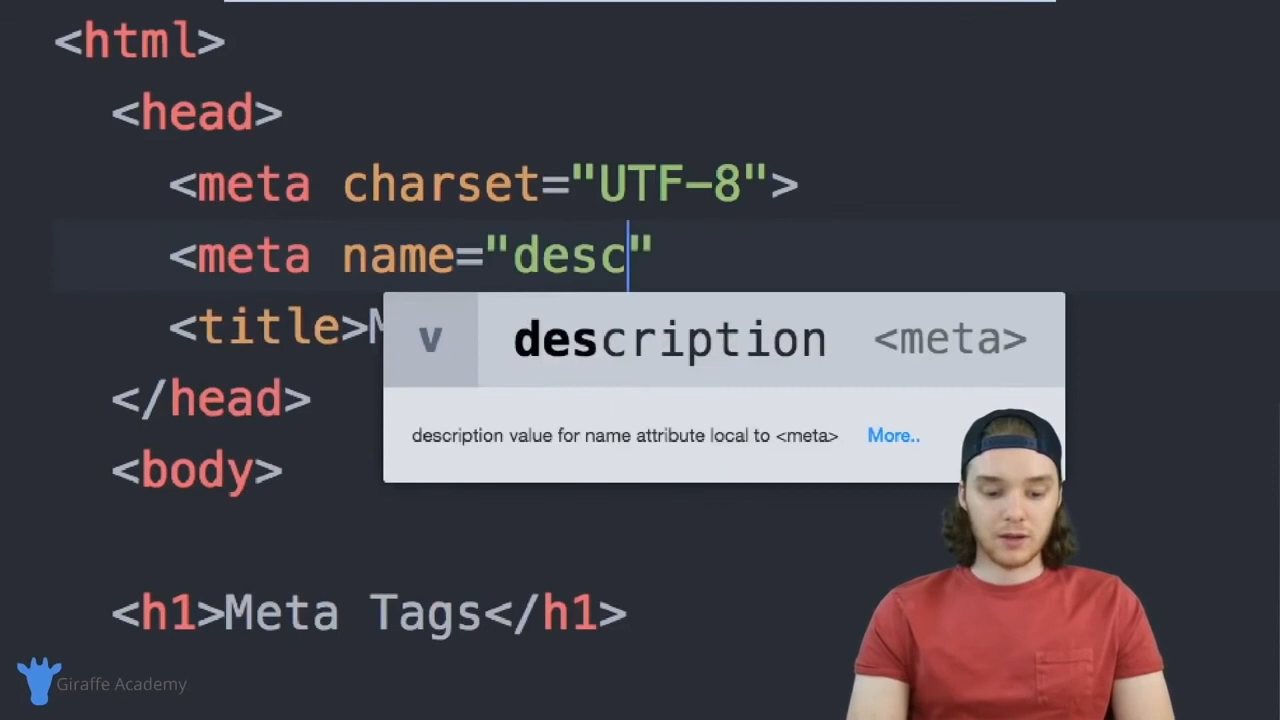 <html>
<head>
<meta charset="UTF-8">
<meta name="desc"
<title>M
v description <meta>
description value for name attribute local to <meta> More..
</head>
<body>
<h1>Meta Tags</h1>
Giraffe Academy